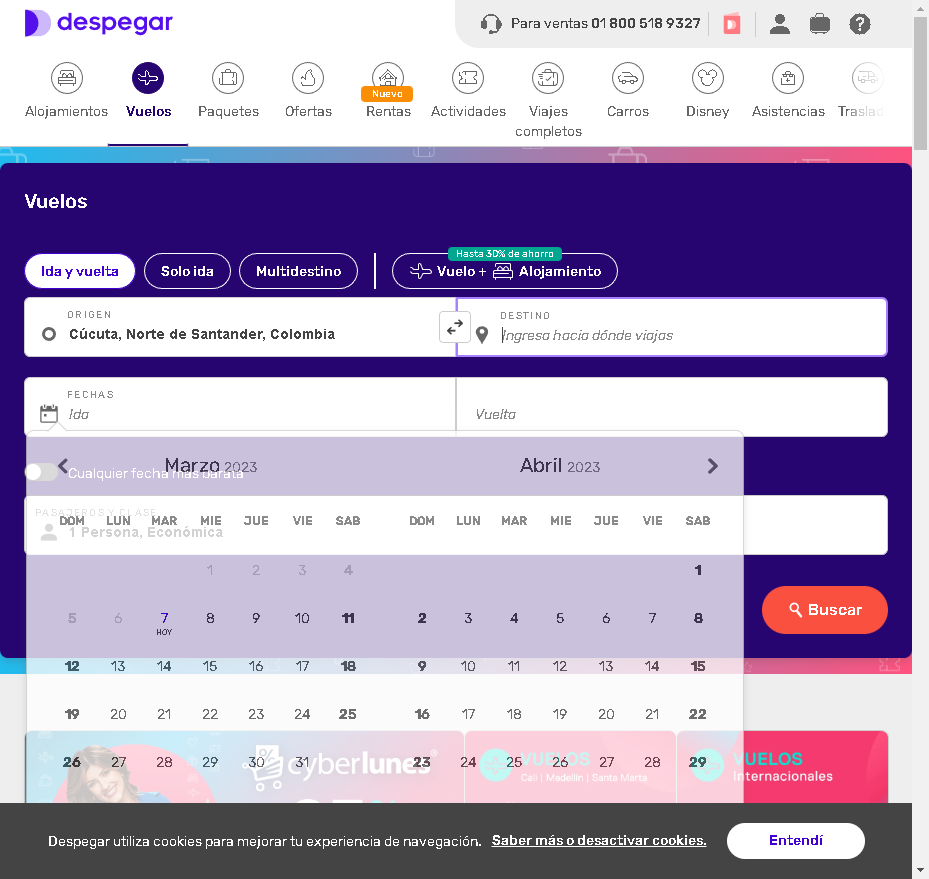 despegar
Para ventas 01 800 518 9327
Alojamientos
Vuelos
Paquetes
Ofertas
Nuevo
Rentas
Actividades
Viajes
completos
Carros
Disney
Asistencias
Traslad
Vuelos
Ida y vuelta
Solo ida
Multidestino
Hasta 30% de ahorro
Vuelo + Alojamiento
ORIGEN
Cúcuta, Norte de Santander, Colombia
DESTINO
Ingresa hacia dónde viajas
FECHAS
Ida
Vuelta
Marzo 2023
Abril 2023
Cualquier fecha más barata
PASAJEROS Y CLASE
1 Persona, Económica
DOM LUN MAR MIE JUE VIE SAB
DOM LUN MAR MIE JUE VIE SAB
1 2 3 4
1
5 6 7 8 9 10 11
HOY
2 3 4 5 6 7 8
Buscar
12 13 14 15 16 17 18
9 10 11 12 13 14 15
19 20 21 22 23 24 25
16 17 18 19 20 21 22
26 27 28 29 30 31
23 24 25 26 27 28 29
cyberlunes
VUELOS
Cali | Medellín | Santa Marta
VUELOS
Internacionales
Despegar utiliza cookies para mejorar tu experiencia de navegación. Saber más o desactivar cookies.
Entendí